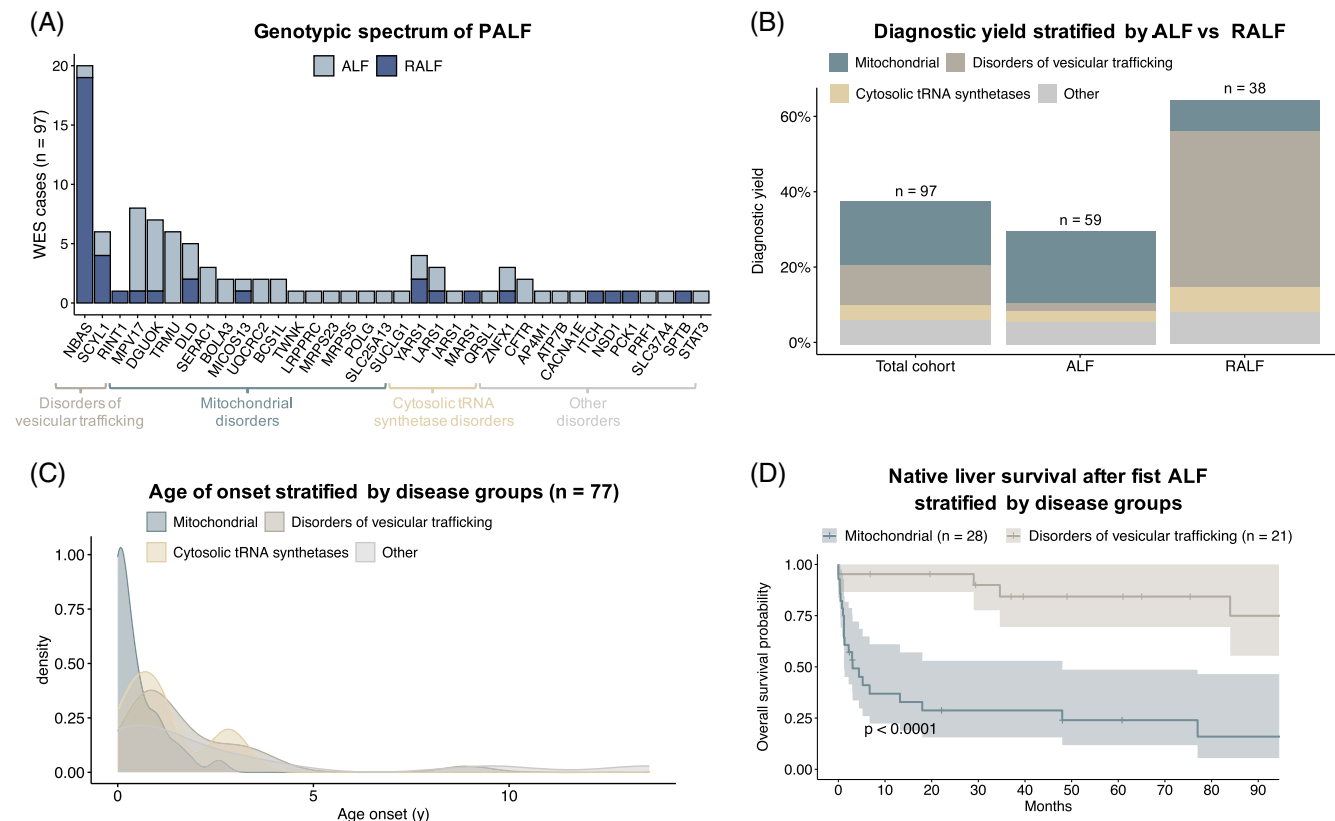 (A)
Genotypic spectrum of PALF
ALF RALF
WES cases (n = 97)
20
15
10
5
0
NBAS
SCYL1
RINT1
MPV17
DGUOK
TRMU
DLD
SERAC1
BOLA3
MICOS13
UQCRC2
BCS1L
TWNK
LRPPRC
MRPS23
MRPS5
POLG
SLC25A13
SUCLG1
YARS1
LARS1
IARS1
MARS1
QRSL1
ZNFX1
CFTR
AP4M1
ATP7B
CACNA1E
ITCH
NSD1
PCK1
PRF1
SLC37A4
SPTB
STAT3
Disorders of
vesicular trafficking
Mitochondrial
disorders
Cytosolic tRNA
synthetase disorders
Other
disorders
(B)
Diagnostic yield stratified by.ALF vs RALF
Mitochondrial Disorders of vesicular trafficking
Cytosolic tRNA synthetases Other
Diagnostic yield
60%
40%
20%
0%
n = 97
n = 59
n = 38
Total cohort
ALF
RALF
(C)
Age of onset stratified by disease groups (n = 77)
Mitochondrial Disorders of vesicular trafficking
Cytosolic tRNA synthetases Other
density
1.00
0.75
0.50
0.25
0.00
0 5 10
Age onset (y)
(D)
Native liver survival after fist ALF
stratified by disease groups
Mitochondrial (n = 28) Disorders of vesicular trafficking (n = 21)
Overall survival probability
1.00
0.75
0.50
0.25
0.00
p < 0.0001
0 10 20 30 40 50 60 70 80 90
Months